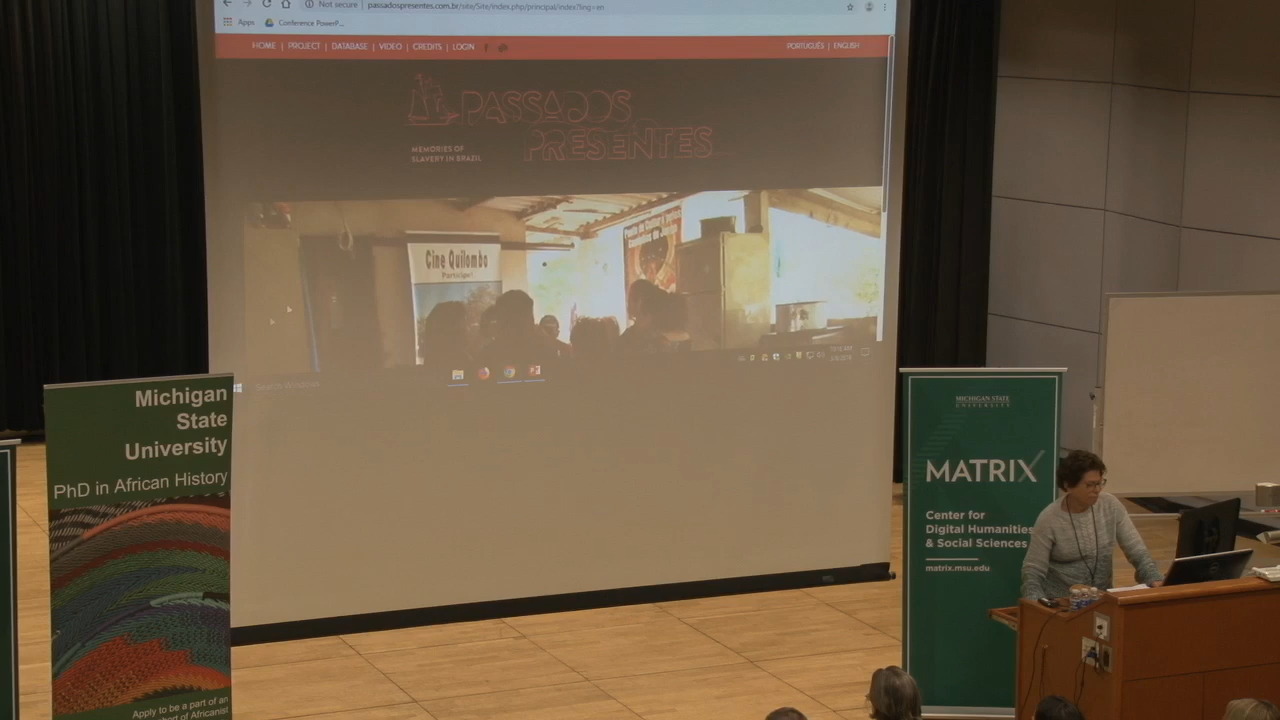 Not secure
passadospresentes.com.br/site/Site/index.php/principal/index?lng=en
Apps
Conference PowerP...
HOME | PROJECT | DATABASE | VIDEO | CREDITS | LOGIN
PORTUGUÊS | ENGLISH
PASSADOS
PRESENTES
MEMORIES OF
SLAVERY IN BRAZIL
Cine Quilombo
Search Windows
Michigan
State
University
PhD in African History
Apply to be a part of an
MICHIGAN STATE
UNIVERSITY
MATRIX
Center for
Digital Humanities
& Social Sciences
matrix.msu.edu